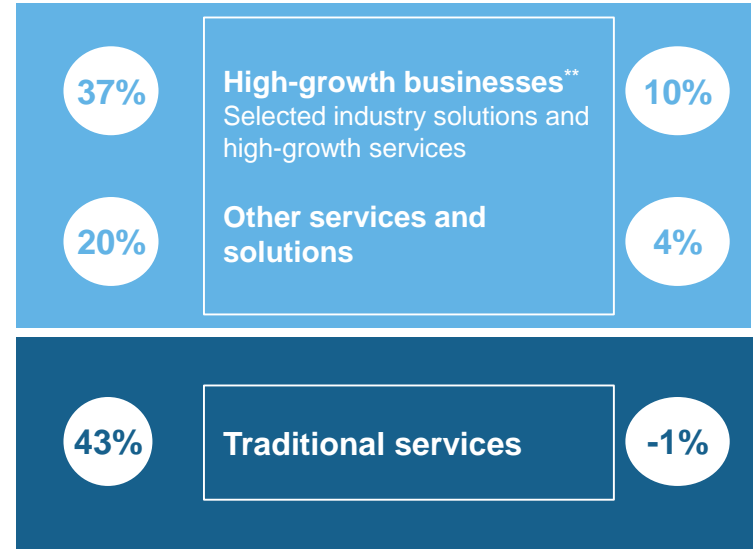 37%
High-growth businesses**
10%
Selected industry solutions and
high-growth services
20%
Other services and
solutions
4%
43%
Traditional services
-1%